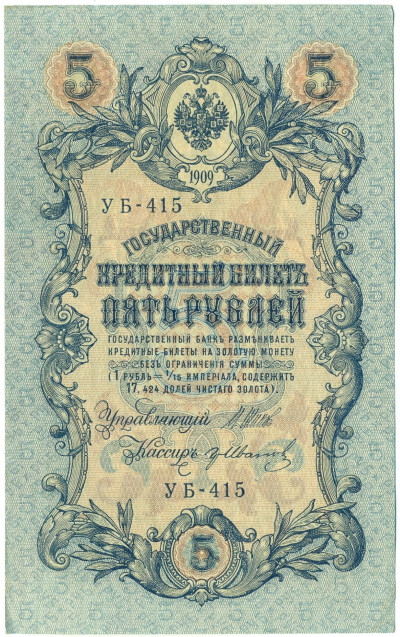 5 5
1909
УБ-415
ГОСУДАРСТВЕННЫЙ
КРЕДИТНЫЙ БИЛЕТЪ
ПЯТЬ РУБЛЕЙ
ГОСУДАРСТВЕННЫЙ БАНКЪ РАЗМѢНИВАЕТЪ
КРЕДИТНЫЕ БИЛЕТЫ НА ЗОЛОТУЮ МОНЕТУ
БЕЗЪ ОГРАНИЧЕНІЯ СУММЫ
(1 РУБЛЬ = 1/15 ИМПЕРІАЛА, СОДЕРЖИТЪ
17,424 ДОЛЕЙ ЧИСТАГО ЗОЛОТА).
Управляющій
Кассиръ
УБ-415
5